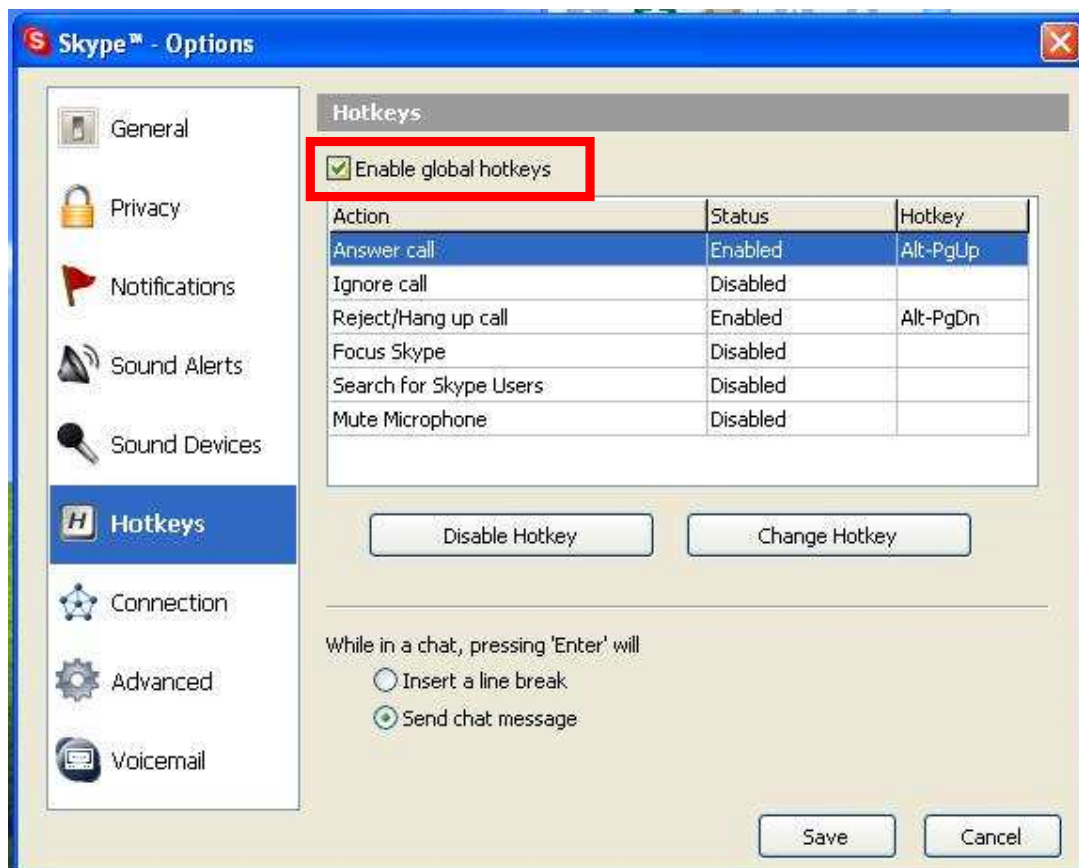 Skype™ - Options
General
Privacy
Notifications
Sound Alerts
Sound Devices
Hotkeys
Connection
Advanced
Voicemail
Hotkeys
Enable global hotkeys
Action Status Hotkey
Answer call Enabled Alt-PgUp
Ignore call Disabled
Reject/Hang up call Enabled Alt-PgDn
Focus Skype Disabled
Search for Skype Users Disabled
Mute Microphone Disabled
Disable Hotkey Change Hotkey
While in a chat, pressing 'Enter' will
Insert a line break
Send chat message
Save Cancel